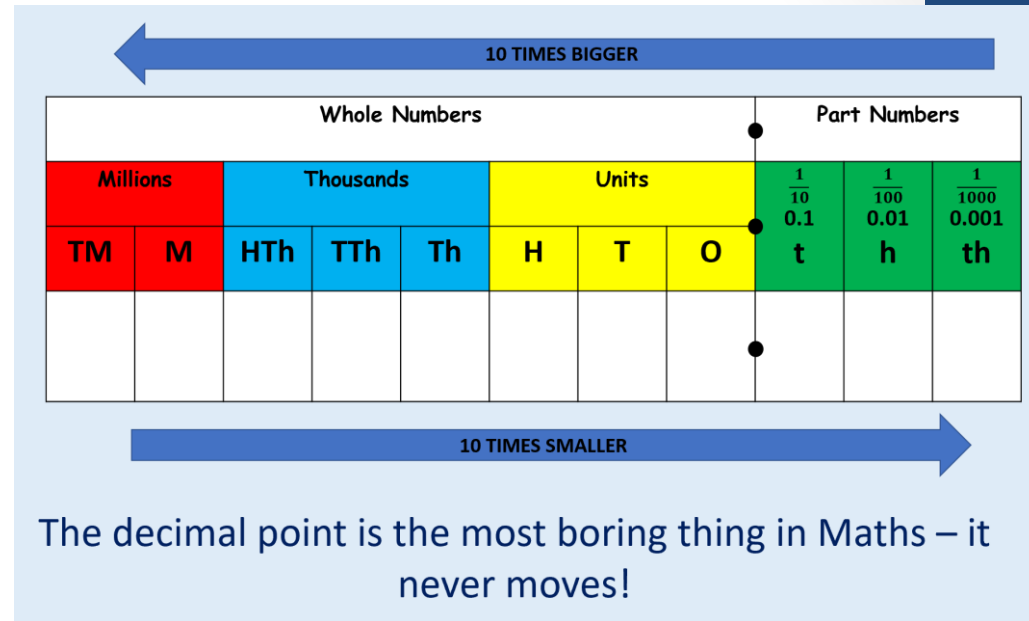 10 TIMES BIGGER
Whole Numbers Part Numbers
Millions Thousands Units 1/10 1/100 1/1000
0.1 0.01 0.001
TM M HTh TTh Th H T O t h th
10 TIMES SMALLER
The decimal point is the most boring thing in Maths – it
never moves!